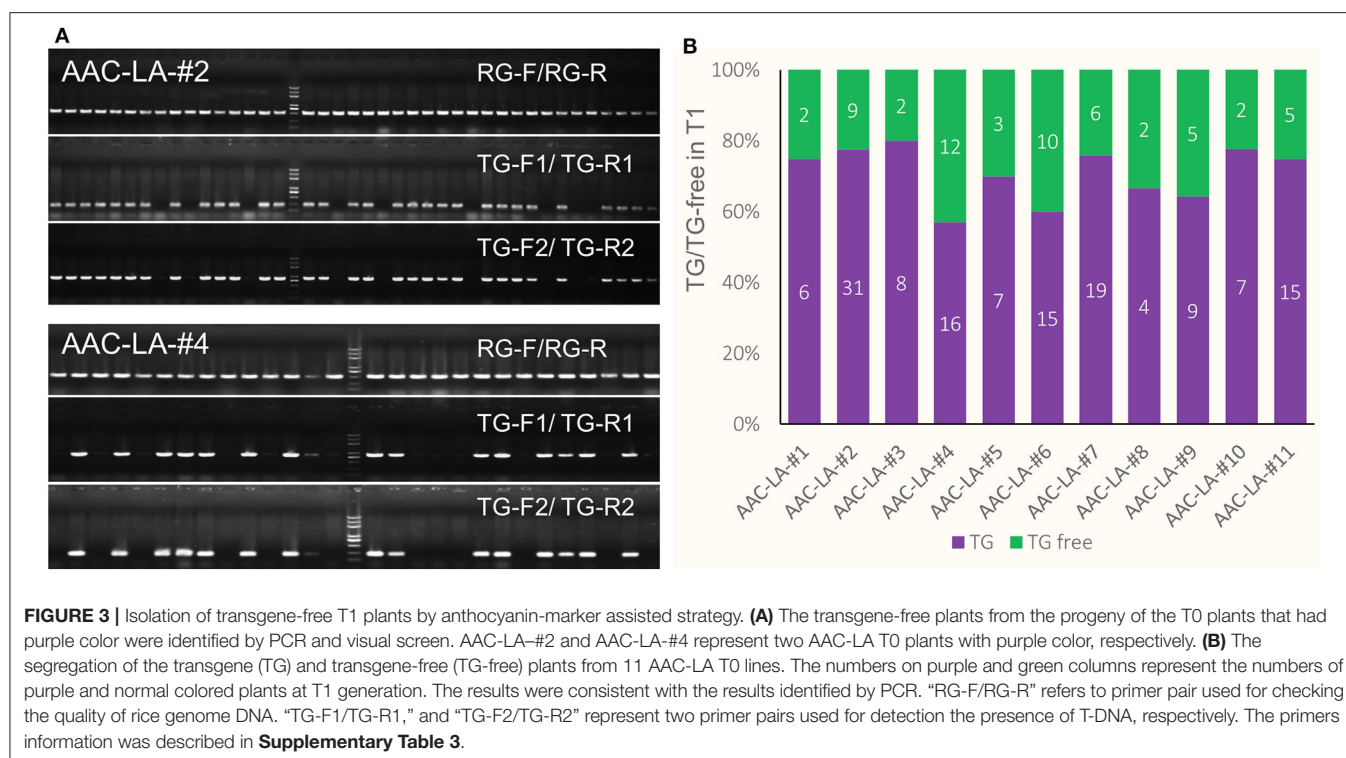 A
AAC-LA-#2
RG-F/RG-R
TG-F1/ TG-R1
TG-F2/ TG-R2
AAC-LA-#4
RG-F/RG-R
TG-F1/ TG-R1
TG-F2/ TG-R2
B
TG/TG-free in T1
100%
80%
60%
40%
20%
0%
2 9 2 12 3 10 6 2 5 2 5
6 31 8 16 7 15 19 4 9 7 15
AAC-LA-#1
AAC-LA-#2
AAC-LA-#3
AAC-LA-#4
AAC-LA-#5
AAC-LA-#6
AAC-LA-#7
AAC-LA-#8
AAC-LA-#9
AAC-LA-#10
AAC-LA-#11
TG TG free
FIGURE 3 | Isolation of transgene-free T1 plants by anthocyanin-marker assisted strategy. (A) The transgene-free plants from the progeny of the T0 plants that had
purple color were identified by PCR and visual screen. AAC-LA–#2 and AAC-LA-#4 represent two AAC-LA T0 plants with purple color, respectively. (B) The
segregation of the transgene (TG) and transgene-free (TG-free) plants from 11 AAC-LA T0 lines. The numbers on purple and green columns represent the numbers of
purple and normal colored plants at T1 generation. The results were consistent with the results identified by PCR. “RG-F/RG-R” refers to primer pair used for checking
the quality of rice genome DNA. “TG-F1/TG-R1,” and “TG-F2/TG-R2” represent two primer pairs used for detection the presence of T-DNA, respectively. The primers
information was described in Supplementary Table 3.